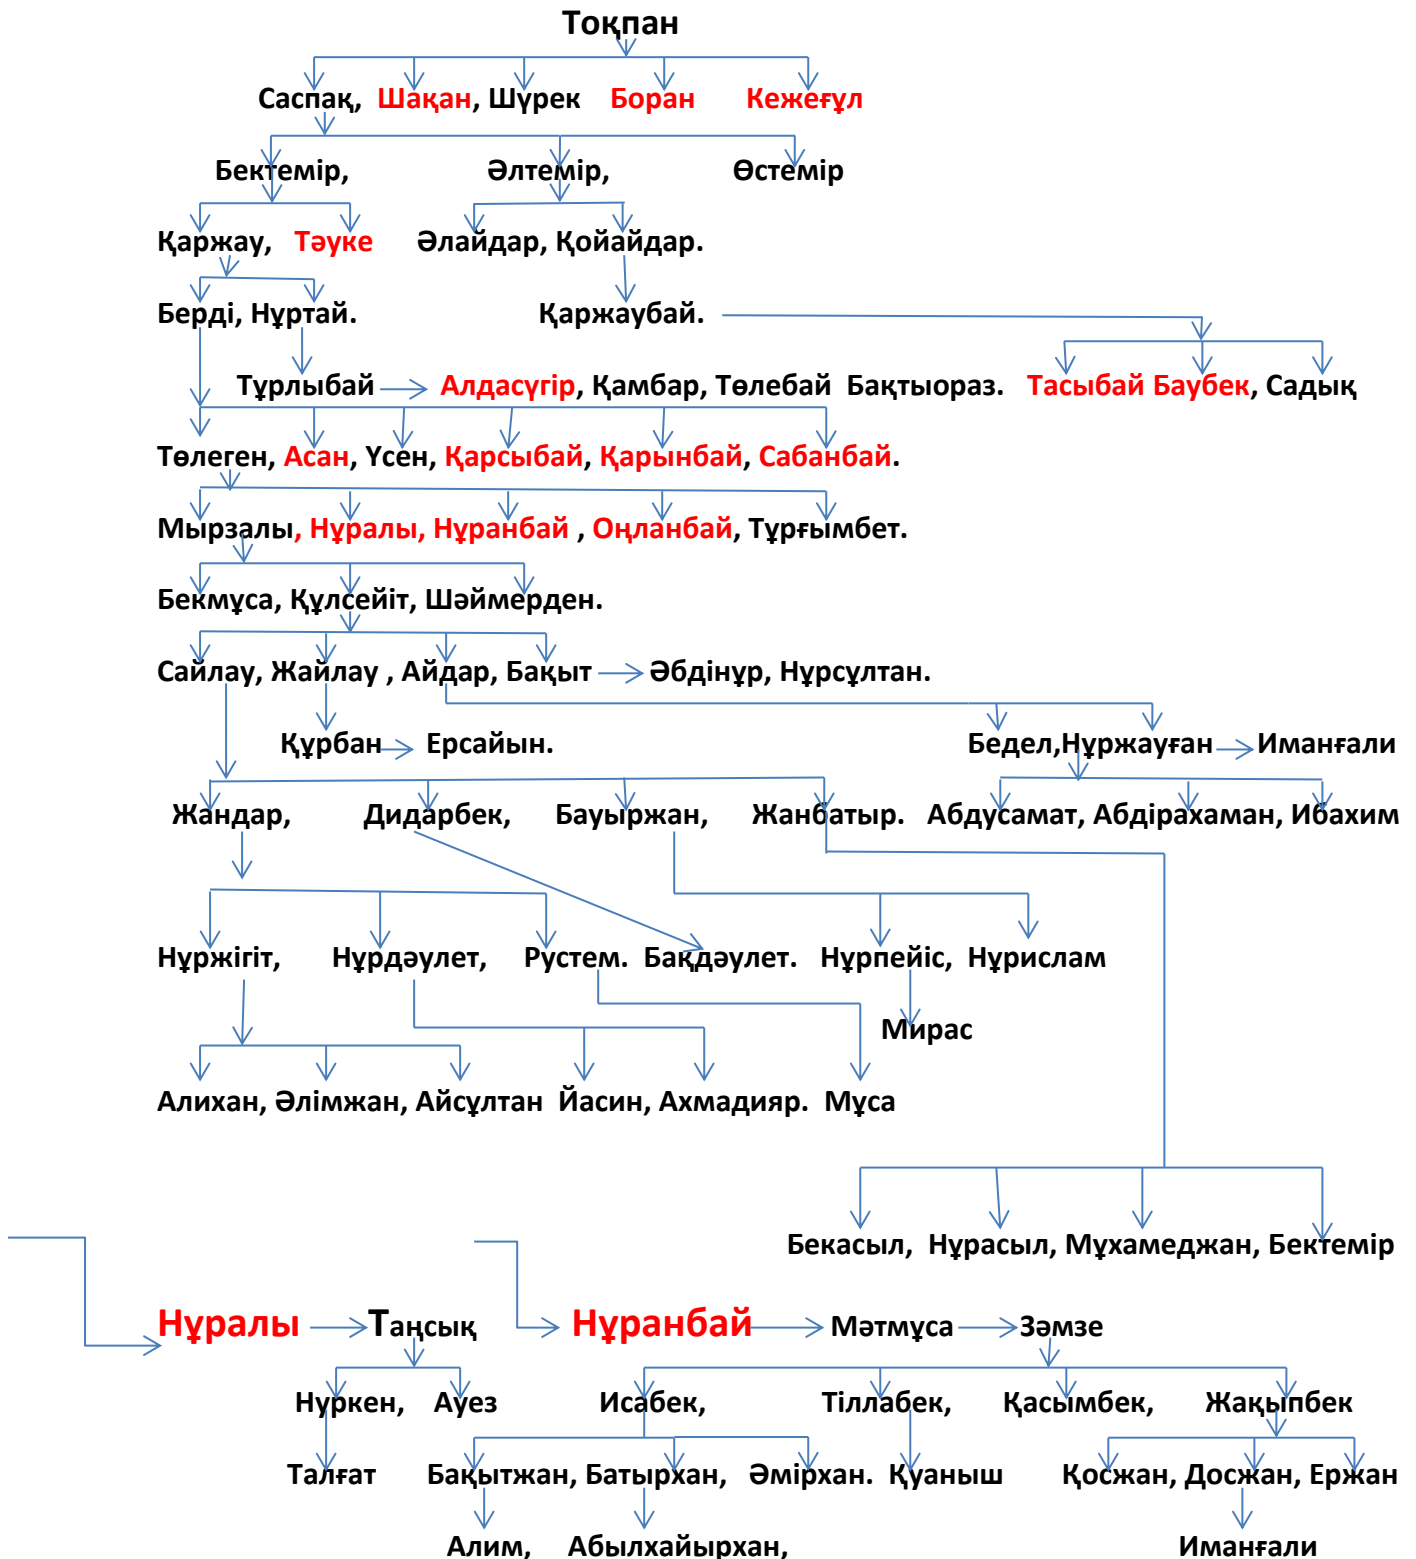 Тоқпан
Саспақ, Шақан, Шүрек Боран Кежеғұл
Бектемір, Әлтемір, Өстемір
Қаржау, Тәуке Әлайдар, Қойайдар.
Берді, Нұртай. Қаржаубай.
Тұрлыбай Алдасүгір, Қамбар, Төлебай Бақтыораз. Тасыбай Баубек, Садық
Төлеген, Асан, Үсен, Қарсыбай, Қарынбай, Сабанбай.
Мырзалы, Нұралы, Нұранбай , Оңланбай, Тұрғымбет.
Бекмұса, Құлсейіт, Шәймерден.
Сайлау, Жайлау , Айдар, Бақыт Әбдінұр, Нұрсұлтан.
Құрбан Ерсайын. Бедел,Нұржауған Иманғали
Жандар, Дидарбек, Бауыржан, Жанбатыр. Абдусамат, Абдірахаман, Ибахим
Нұржігіт, Нұрдәулет, Рустем. Бақдәулет. Нұрпейіс, Нұрислам
Мирас
Алихан, Әлімжан, Айсұлтан Йасин, Ахмадияр. Мұса
Бекасыл, Нұрасыл, Мұхамеджан, Бектемір
Нұралы Таңсық Нұранбай Мәтмұса Зәмзе
Нуркен, Ауез Исабек, Тіллабек, Қасымбек, Жақыпбек
Талғат Бақытжан, Батырхан, Әмірхан. Қуаныш Қосжан, Досжан, Ержан
Алим, Абылхайырхан, Иманғали